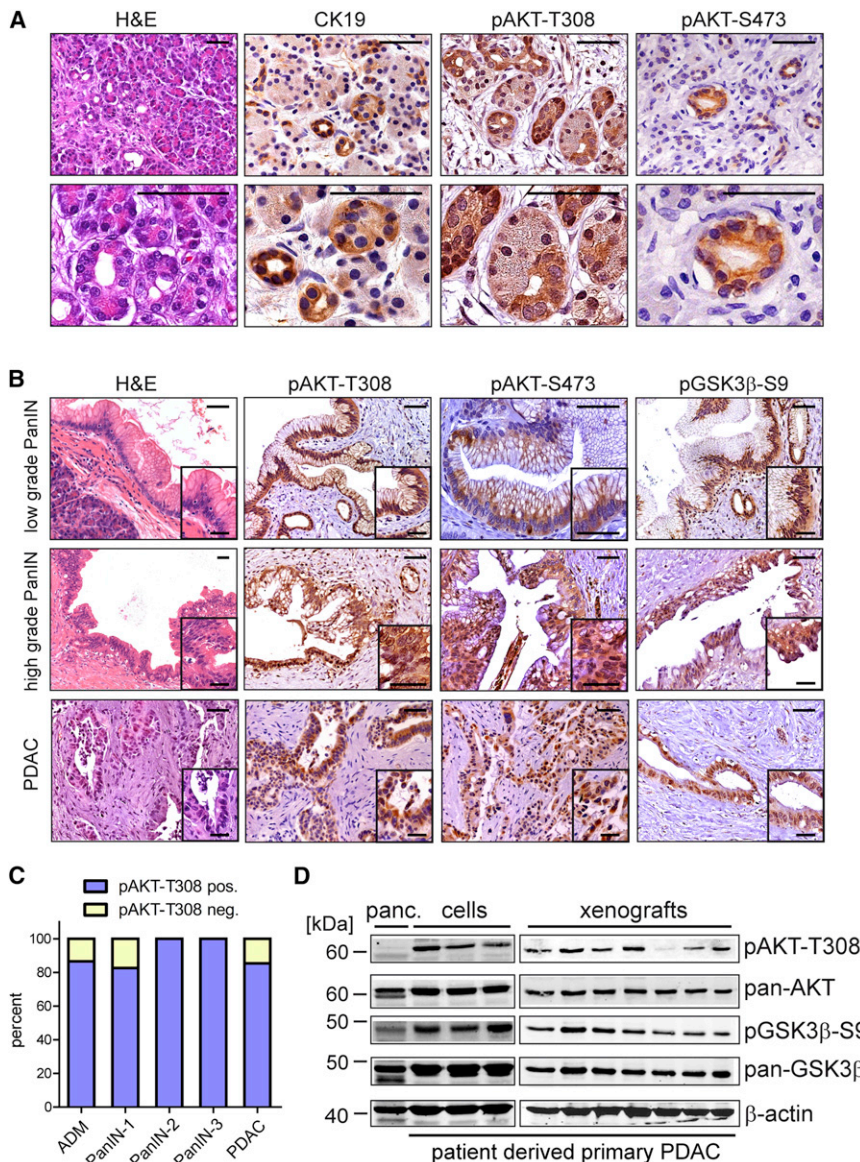 A
H&E CK19 pAKT-T308 pAKT-S473
B
H&E pAKT-T308 pAKT-S473 pGSK3β-S9
low grade PanIN
high grade PanIN
PDAC
C
pAKT-T308 pos.
pAKT-T308 neg.
percent
100
80
60
40
20
0
ADM PanIN-1 PanIN-2 PanIN-3 PDAC
D
[kDa] panc. cells xenografts
60 pAKT-T308
60 pan-AKT
50 pGSK3β-S9
50 pan-GSK3β
40 β-actin
patient derived primary PDAC